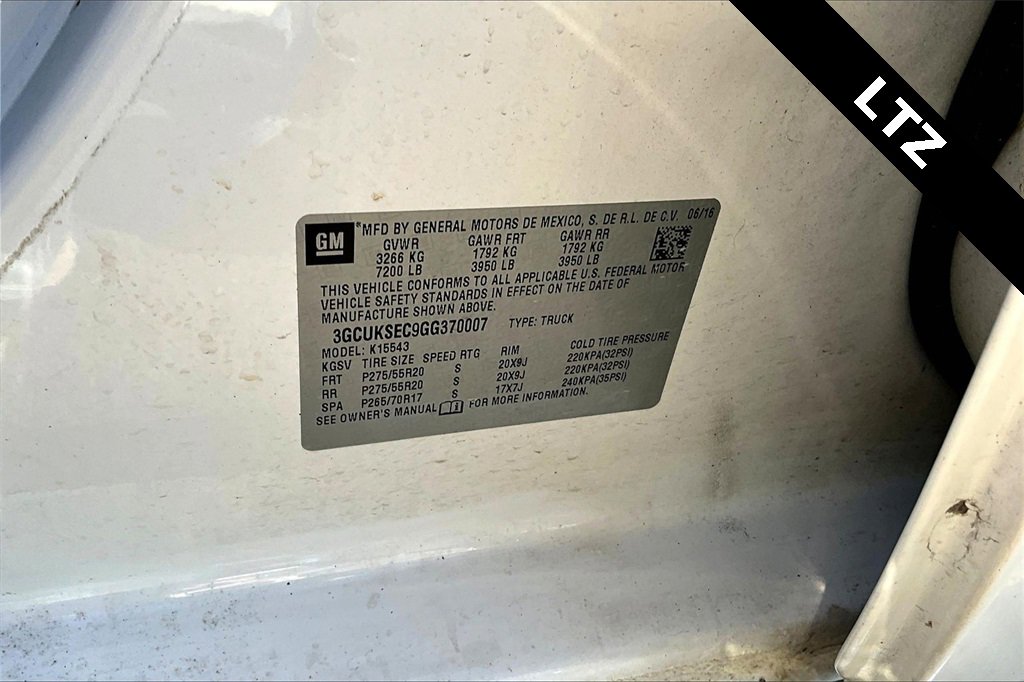 LTZ
GM
MFD BY GENERAL MOTORS DE MEXICO, S. DE R.L. DE C.V. 06/16
GVWR GAWR FRT GAWR RR
3266 KG 1792 KG 1792 KG
7200 LB 3950 LB 3950 LB
THIS VEHICLE CONFORMS TO ALL APPLICABLE U.S. FEDERAL MOTOR
VEHICLE SAFETY STANDARDS IN EFFECT ON THE DATE OF
MANUFACTURE SHOWN ABOVE.
3GCUKSEC9GG370007 TYPE: TRUCK
MODEL: K15543
KGSV TIRE SIZE SPEED RTG RIM COLD TIRE PRESSURE
FRT P275/55R20 S 20X9J 220KPA(32PSI)
RR P275/55R20 S 20X9J 220KPA(32PSI)
SPA P265/70R17 S 17X7J 240KPA(35PSI)
SEE OWNER'S MANUAL FOR MORE INFORMATION.